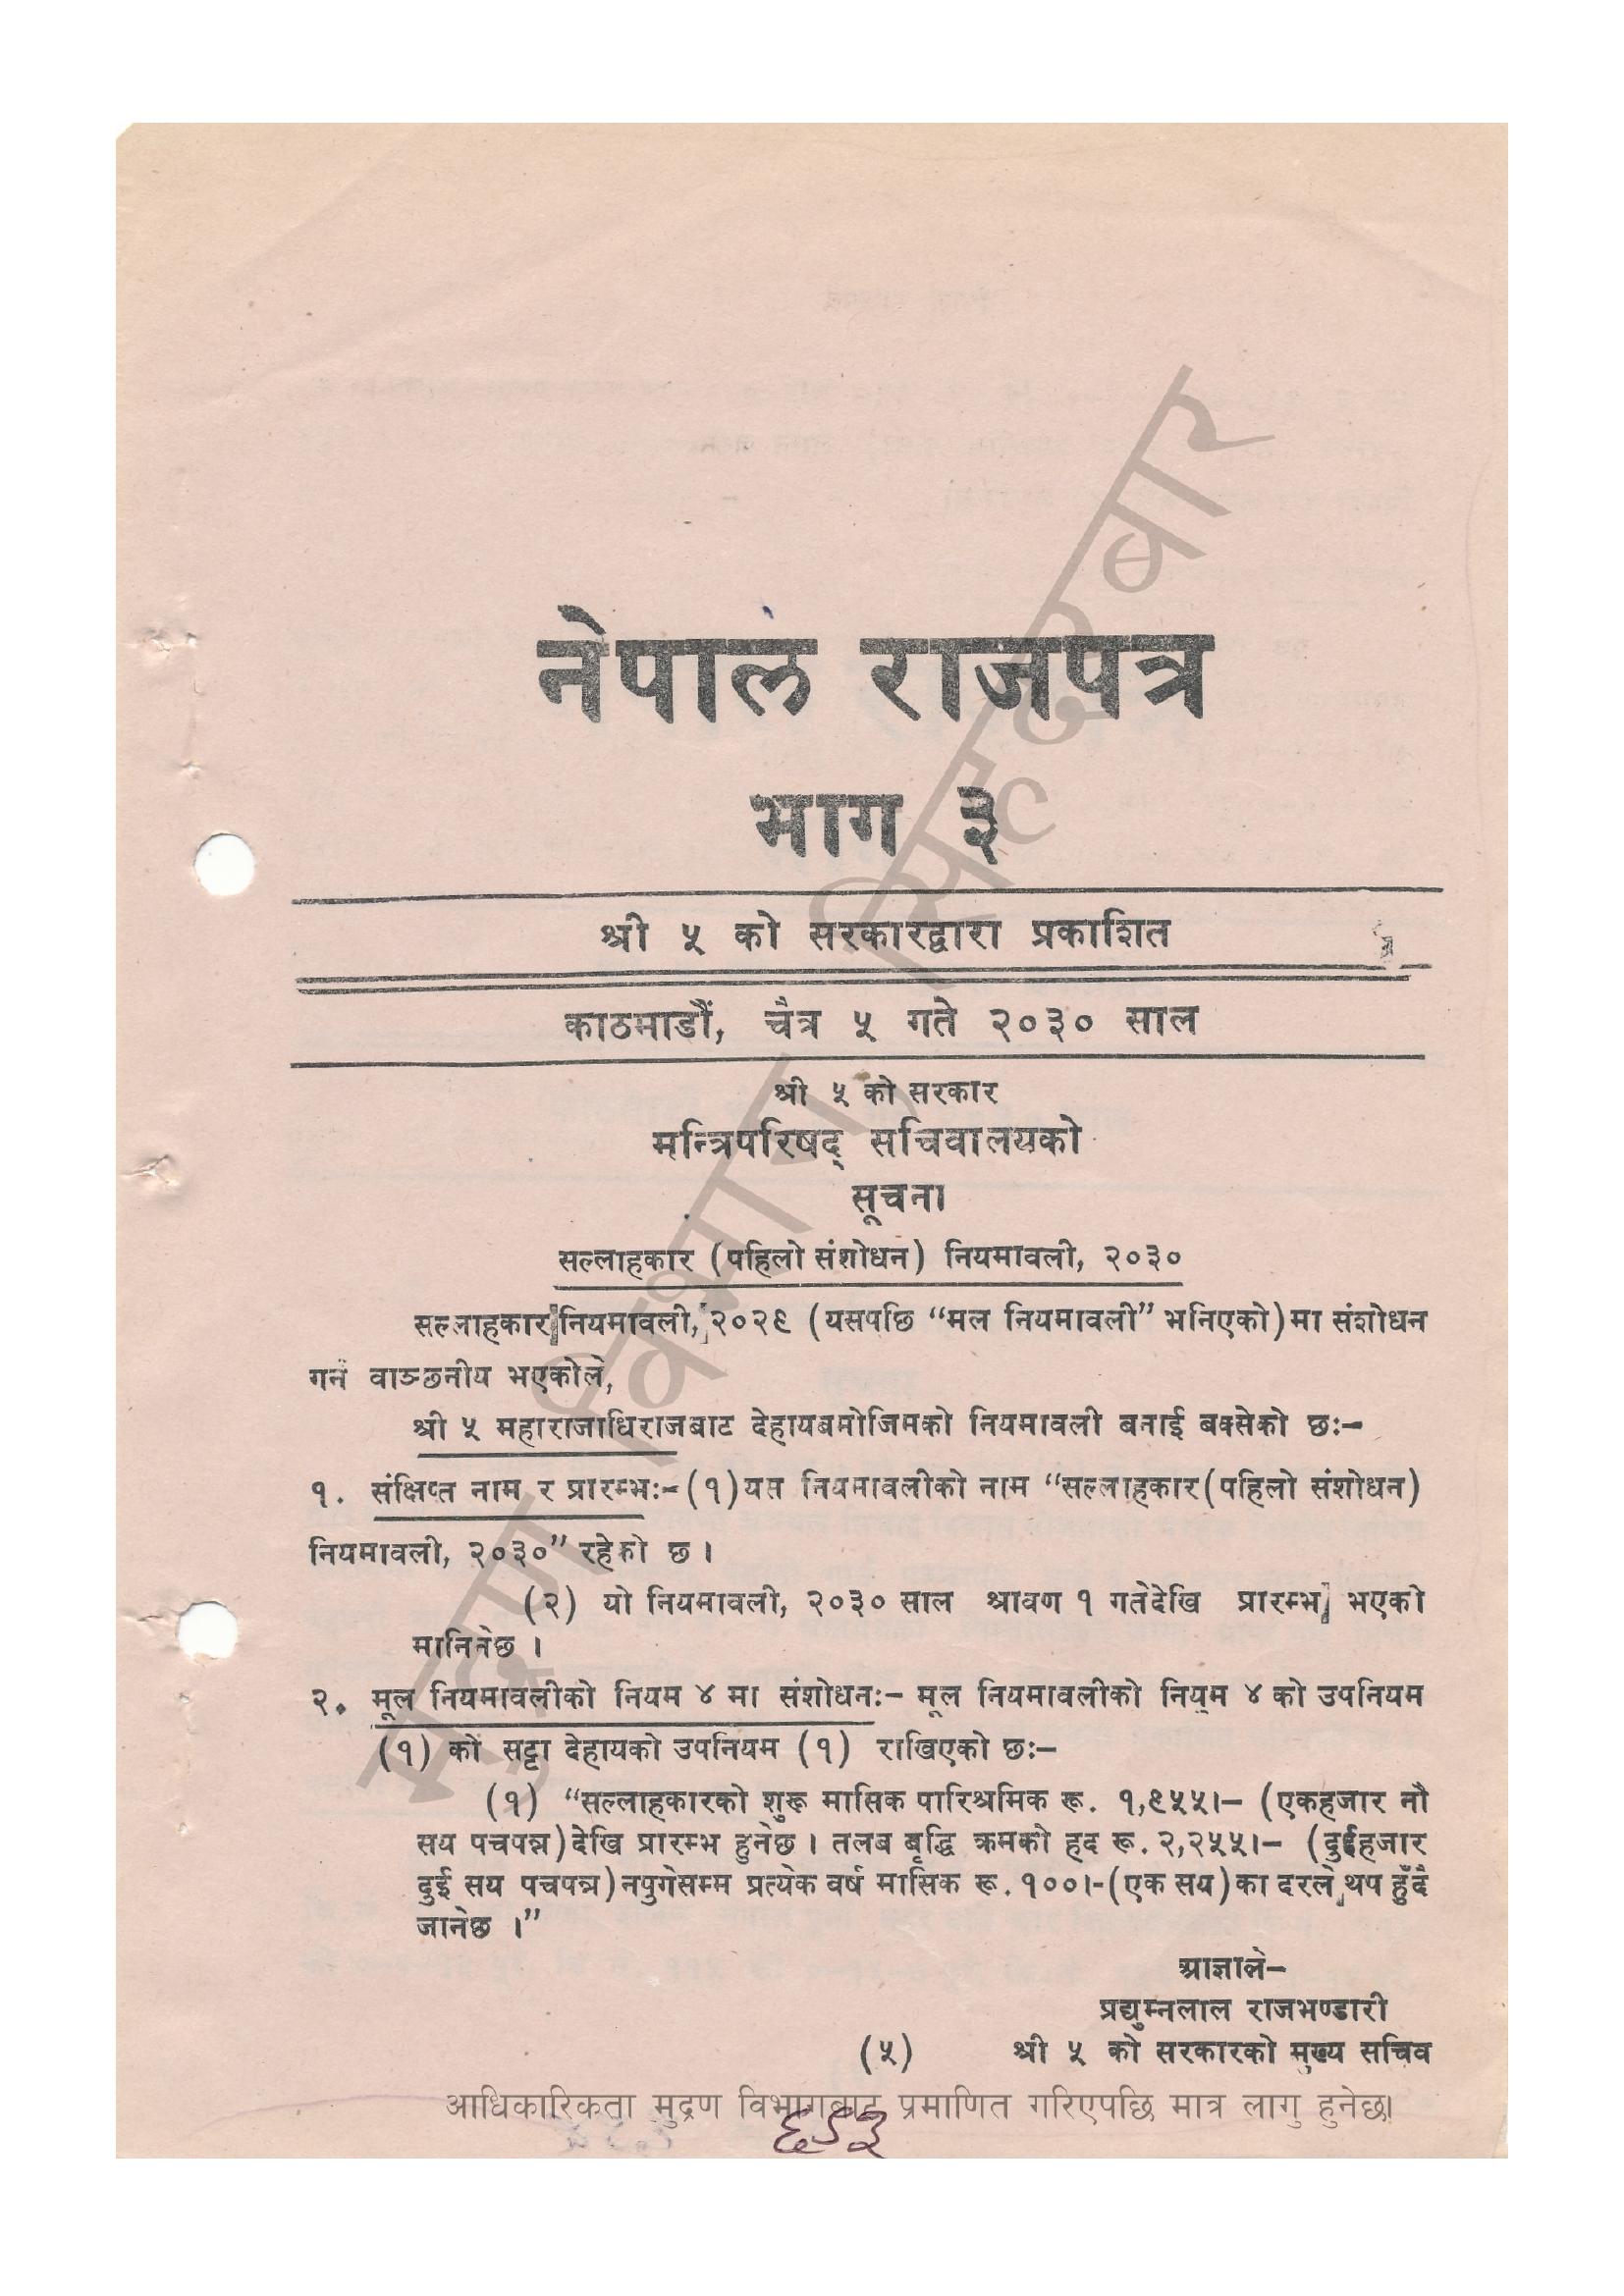 नेपाल राजपत्र
भाग ३
श्री ५ को सरकारद्वारा प्रकाशित
काठमाडौं, चैत्र ५ गते २०३० साल
श्री ५ को सरकार
मन्त्रिपरिषद् सचिवालयको
सूचना
सल्लाहकार (पहिलो संशोधन) नियमावली, २०३०
सल्लाहकार नियमावली, २०२९ (यसपछि “मल नियमावली” भनिएको) मा संशोधन
गर्न वाञ्छनीय भएकोले,
श्री ५ महाराजाधिराजबाट देहायबमोजिमको नियमावली बनाई बक्सेको छः–
१. संक्षिप्त नाम र प्रारम्भः–(१) यस नियमावलीको नाम “सल्लाहकार (पहिलो संशोधन)
नियमावली, २०३०” रहेको छ ।
(२) यो नियमावली, २०३० साल श्रावण १ गतेदेखि प्रारम्भ भएको
मानिनेछ ।
२. मूल नियमावलीको नियम ४ मा संशोधनः– मूल नियमावलीको नियम ४ को उपनियम
(१) को सट्टा देहायको उपनियम (१) राखिएको छः–
(१) “सल्लाहकारको शुरू मासिक पारिश्रमिक रू. १,९५५।– (एकहजार नौ
सय पचपन्न) देखि प्रारम्भ हुनेछ । तलब बृद्धि क्रमको हद रू. २,२५५।– (दुईहजार
दुई सय पचपन्न) नपुगेसम्म प्रत्येक वर्ष मासिक रू. १००।–(एक सय) का दरले थप हुँदै
जानेछ ।”
आज्ञाले–
प्रद्युम्नलाल राजभण्डारी
(५) श्री ५ को सरकारको मुख्य सचिव
आधिकारिकता मुद्रण विभागबाट प्रमाणित गरिएपछि मात्र लागु हुनेछ।
मुद्रण विभाग, सिंहदरवार